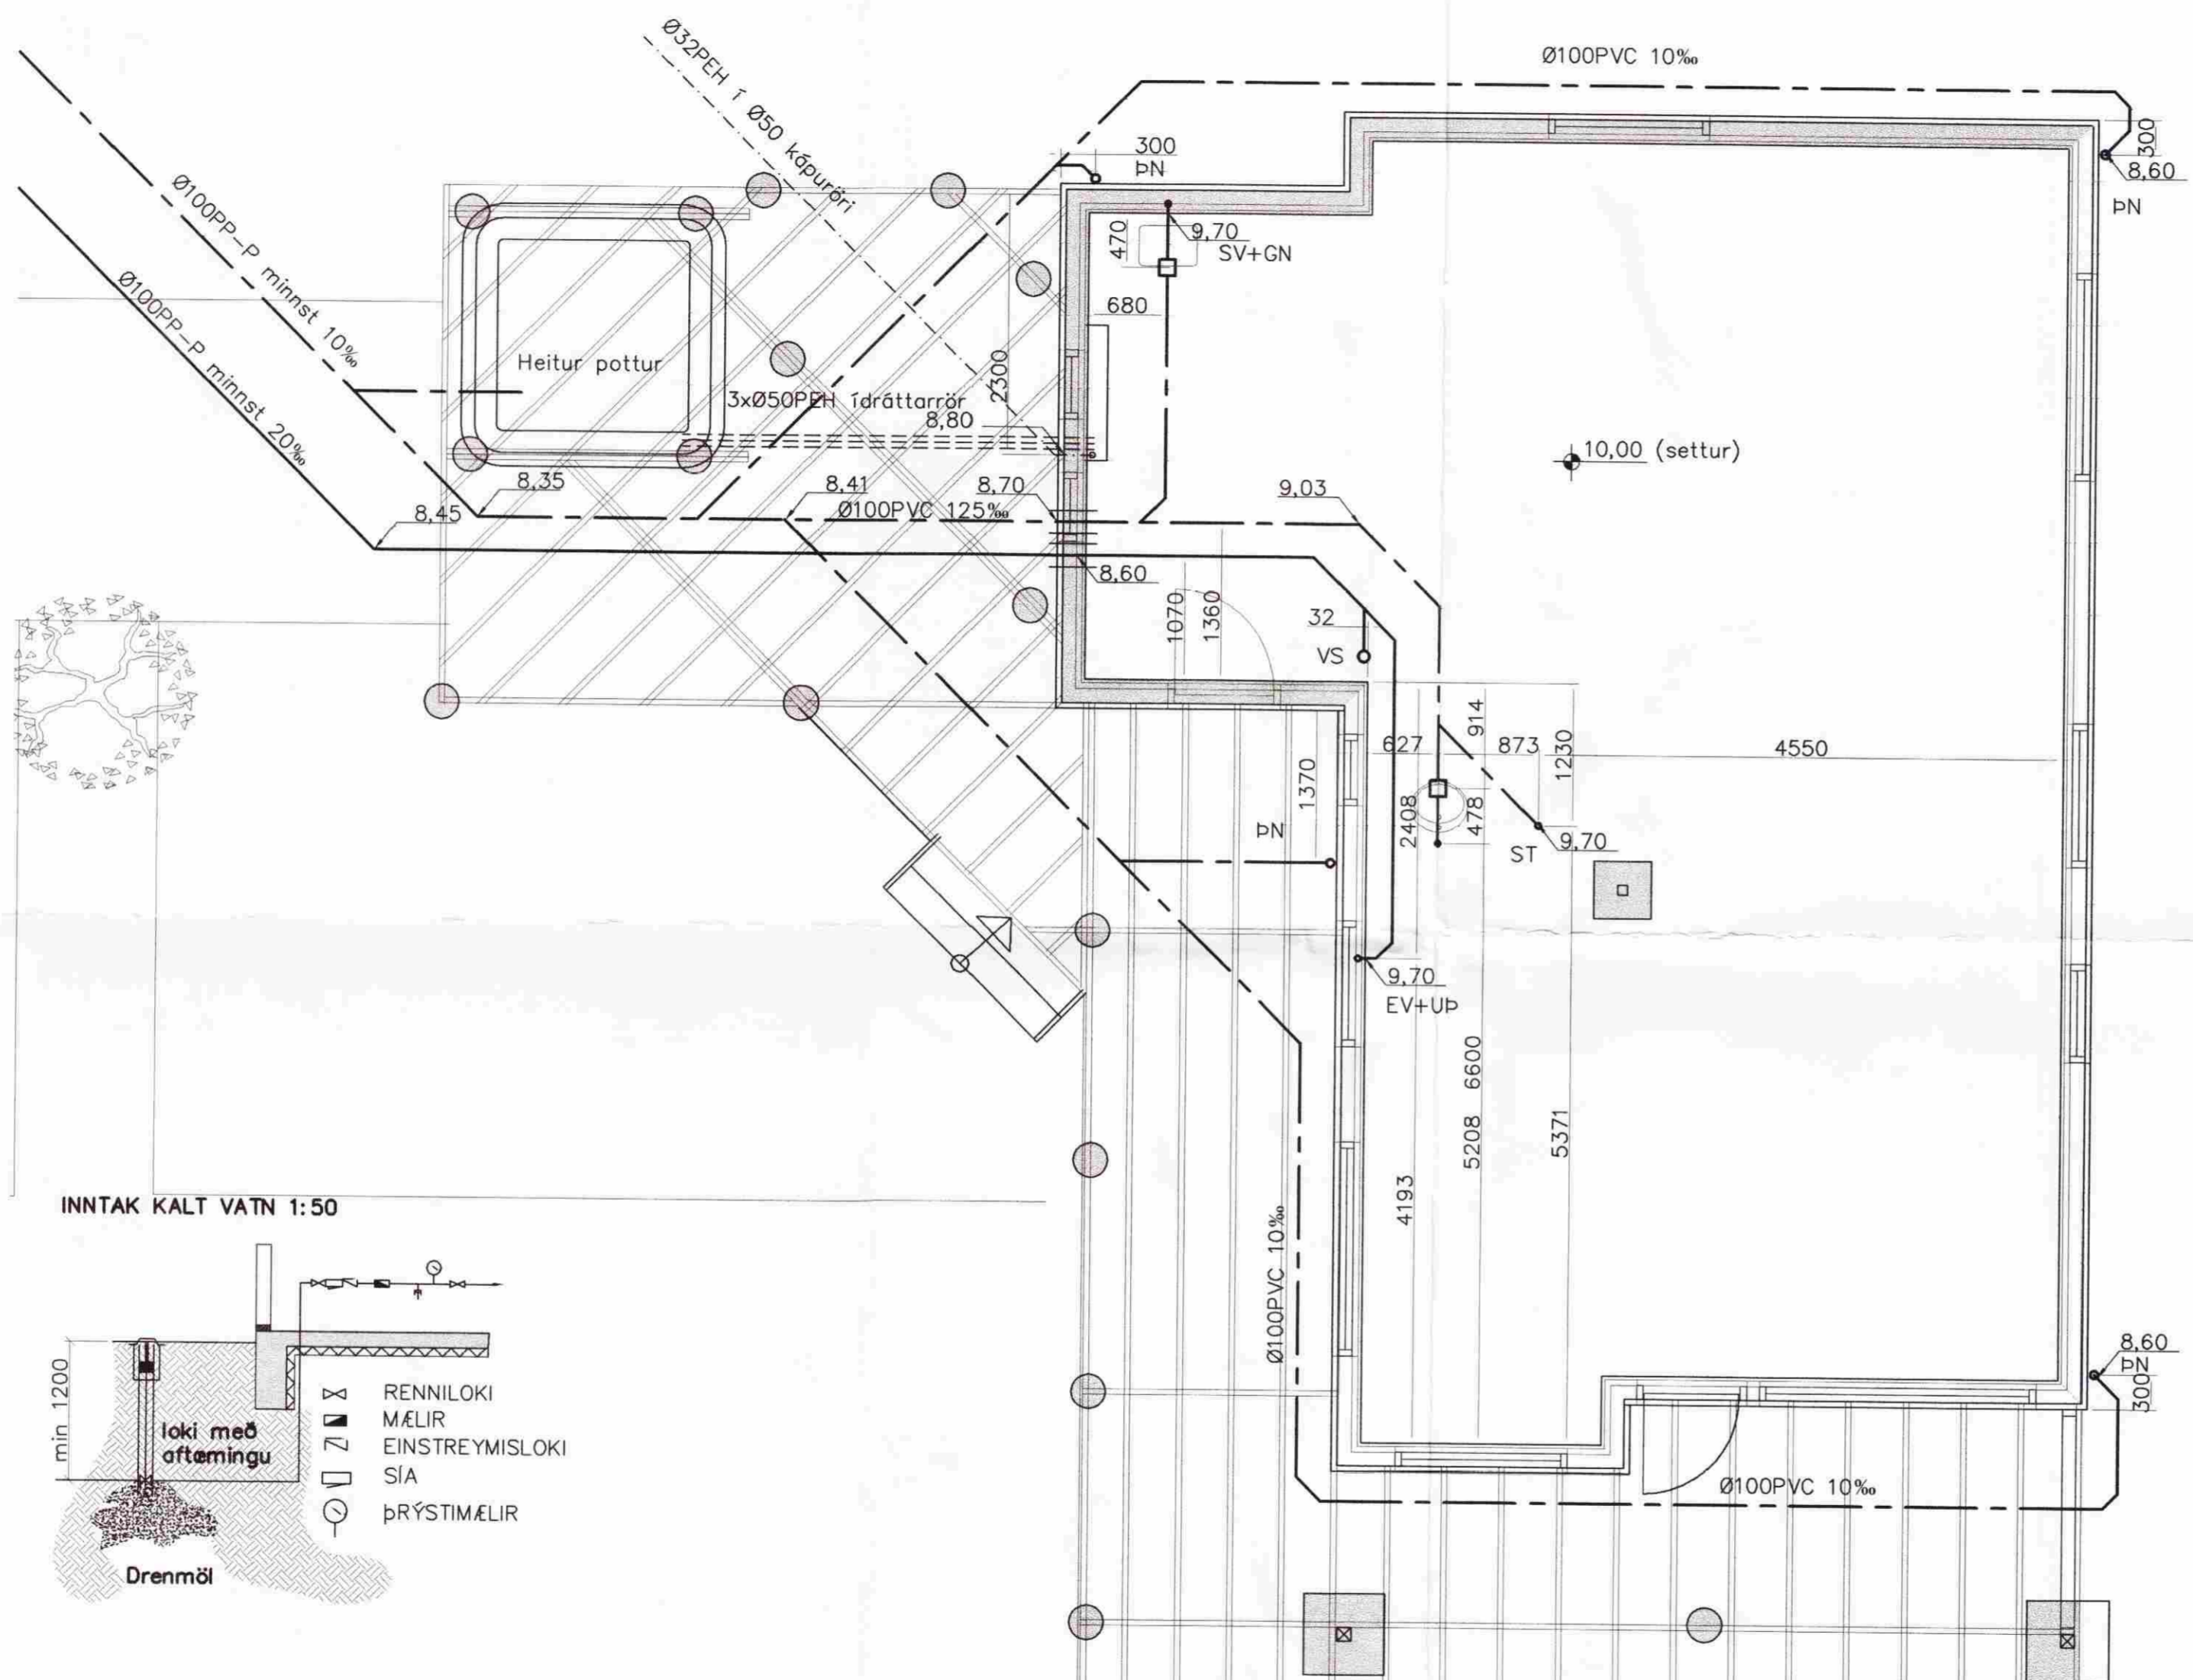 Ø100PVC 10‰
Ø32PEH í Ø50 kápuröri
300
ÞN
300
8,60
ÞN
Ø100PP-P minnst 10‰
Ø100PP-P minnst 20‰
470
9,70
SV+GN
680
Heitur pottur
2300
3xØ50PEH ídráttarrör
8,80
10,00 (settur)
8,35
8,45
8,41
8,70
Ø100PVC 125‰
9,03
8,60
1070
1360
32
VS
627
914
873
1230
4550
1370
2408
478
ÞN
9,70
ST
9,70
EV+UÞ
6600
5208
5371
4193
Ø100PVC 10‰
8,60
ÞN
300
Ø100PVC 10‰
INNTAK KALT VATN 1:50
min 1200
loki með
aftæmingu
Drenmöl
RENNILOKI
MÆLIR
EINSTREYMISLOKI
SÍA
ÞRÝSTIMÆLIR